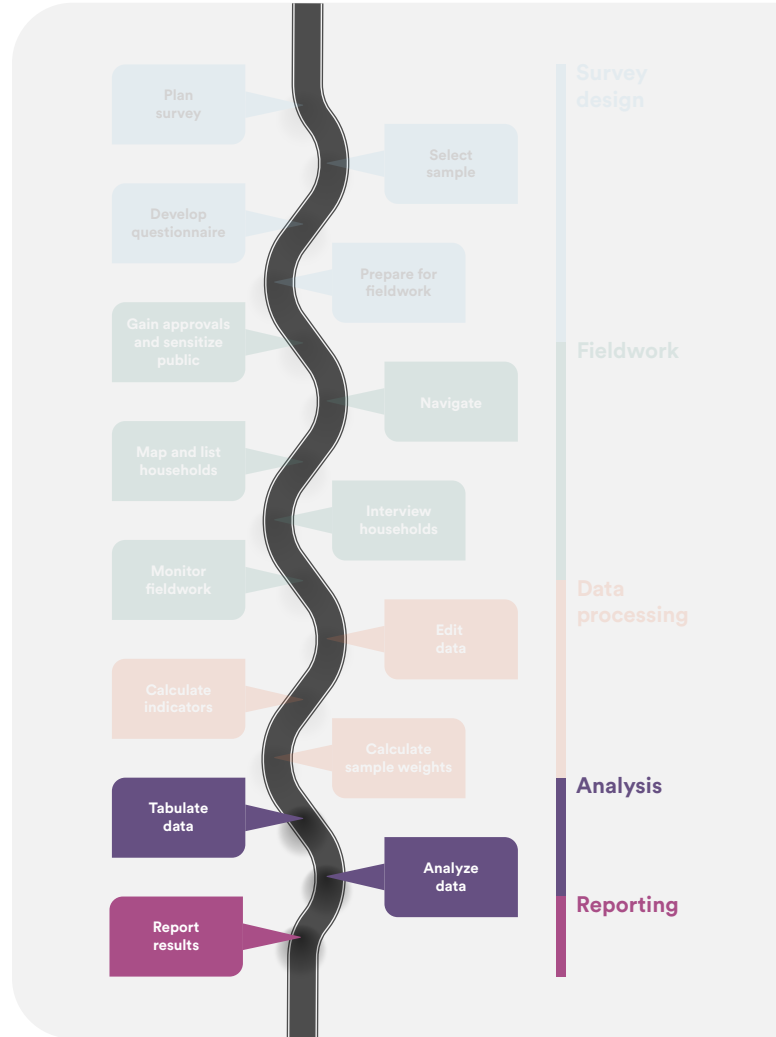 Survey
design
Plan
survey
Select
sample
Develop
questionnaire
Prepare for
fieldwork
Gain approvals
and sensitize
public
Fieldwork
Navigate
Map and list
households
Interview
households
Monitor
fieldwork
Data
processing
Edit
data
Calculate
indicators
Calculate
sample weights
Analysis
Tabulate
data
Analyze
data
Reporting
Report
results